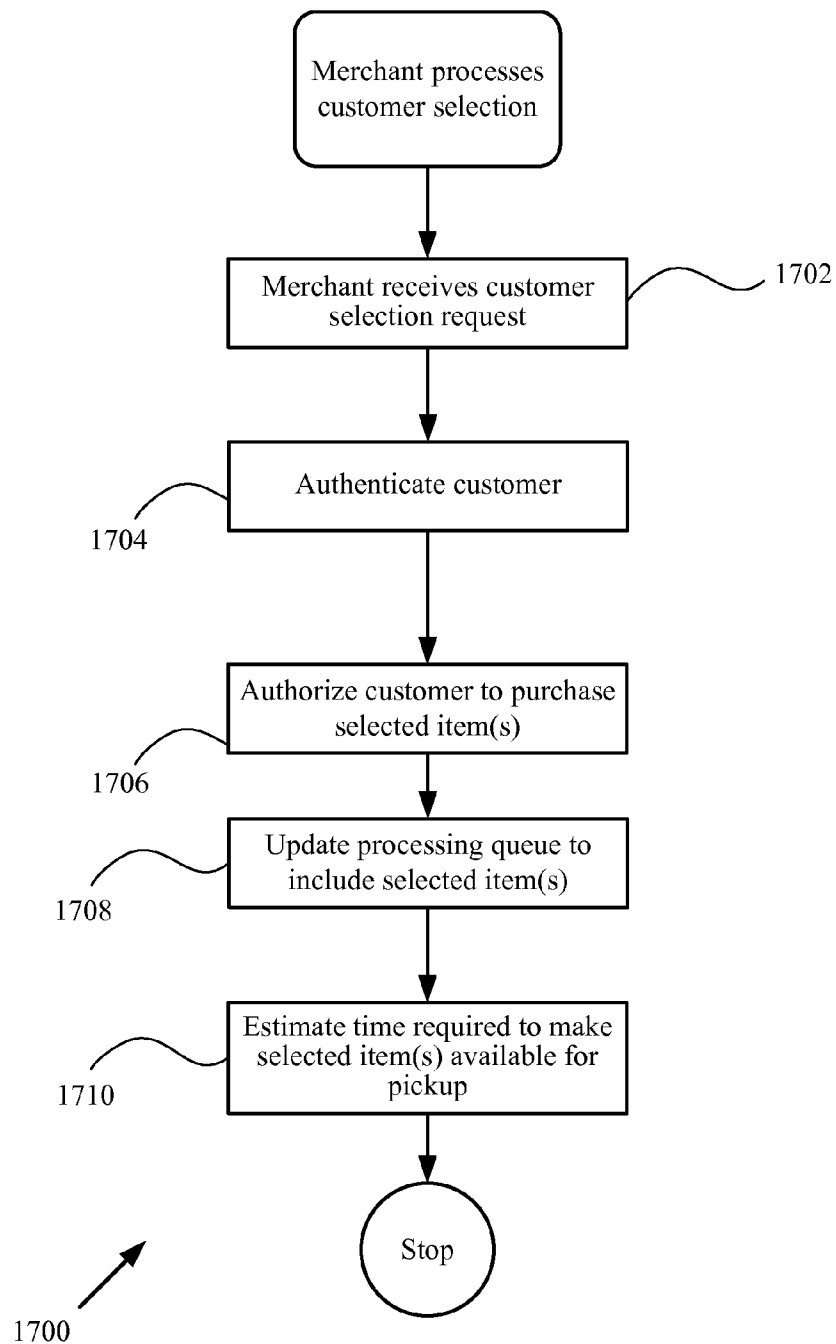 Merchant processes
customer selection
Merchant receives customer
selection request
1702
Authenticate customer
1704
Authorize customer to purchase
selected item(s)
1706
Update processing queue to
include selected item(s)
1708
Estimate time required to make
selected item(s) available for
pickup
1710
Stop
1700